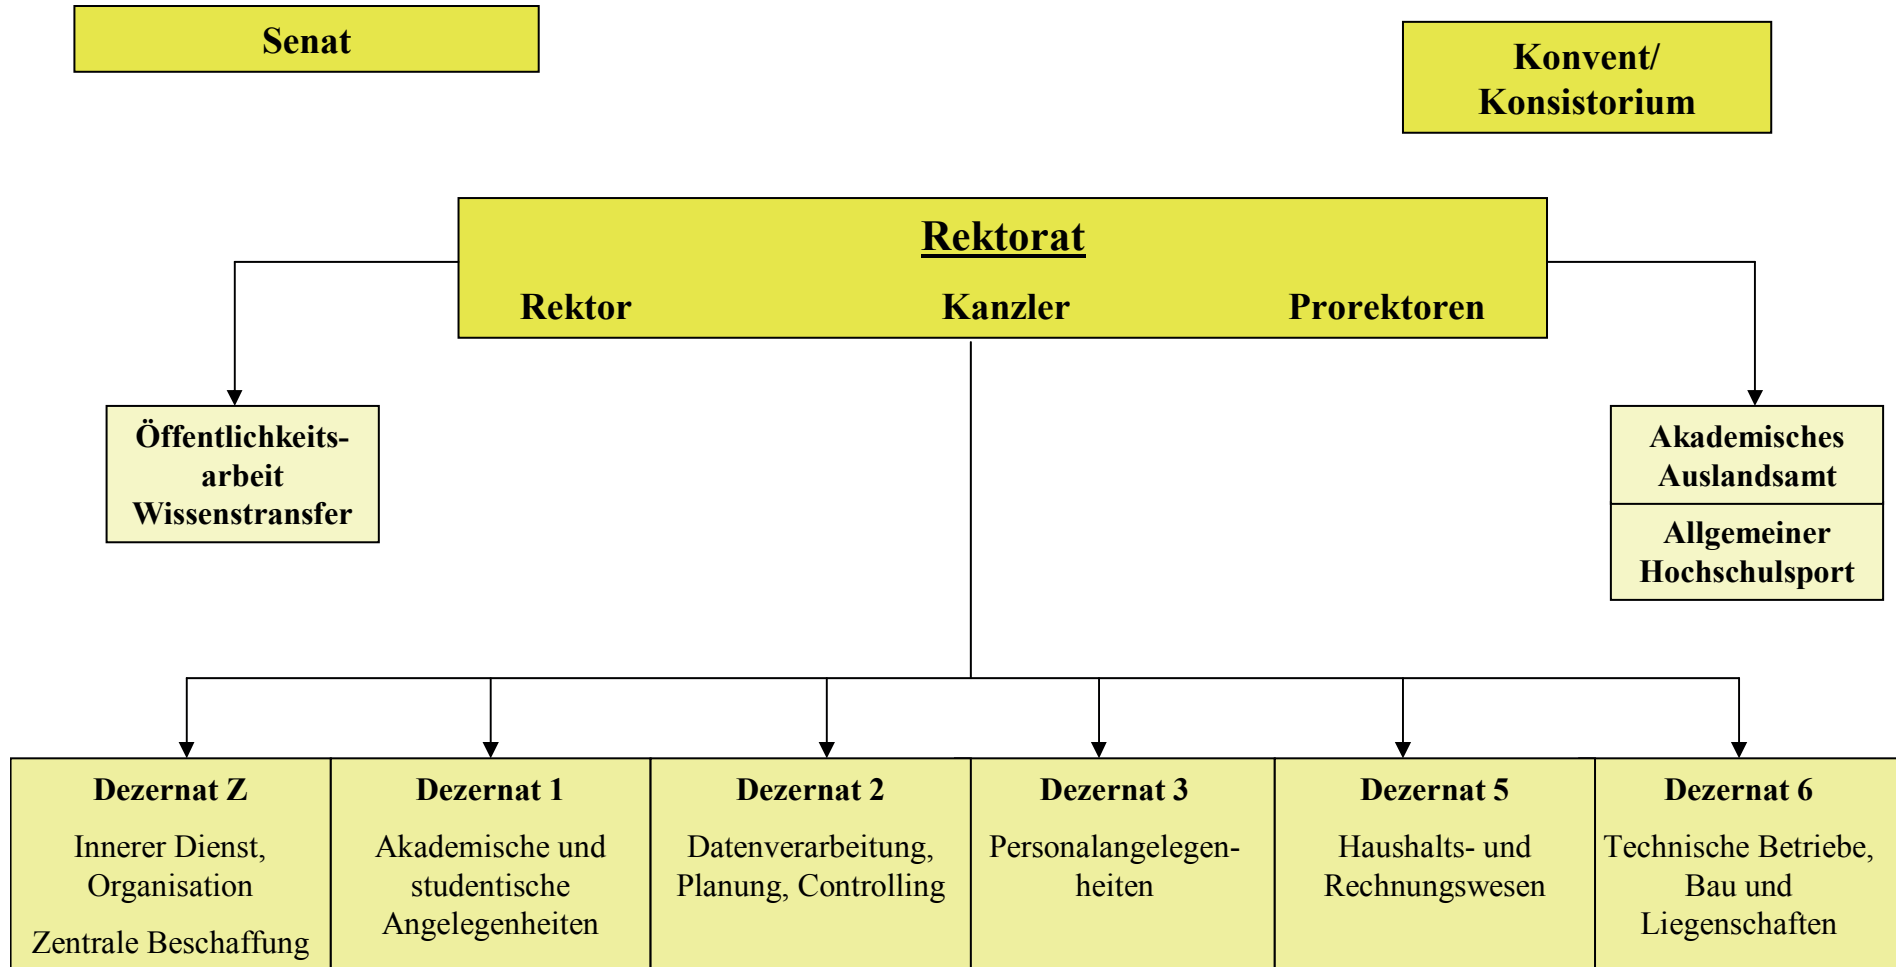 Senat
Konvent/
Konsistorium
Rektorat
Rektor Kanzler Prorektoren
Öffentlichkeits-
arbeit
Wissenstransfer
Akademisches
Auslandsamt
Allgemeiner
Hochschulsport
Dezernat Z
Innerer Dienst,
Organisation
Zentrale Beschaffung
Dezernat 1
Akademische und
studentische
Angelegenheiten
Dezernat 2
Datenverarbeitung,
Planung, Controlling
Dezernat 3
Personalangelegen-
heiten
Dezernat 5
Haushalts- und
Rechnungswesen
Dezernat 6
Technische Betriebe,
Bau und
Liegenschaften